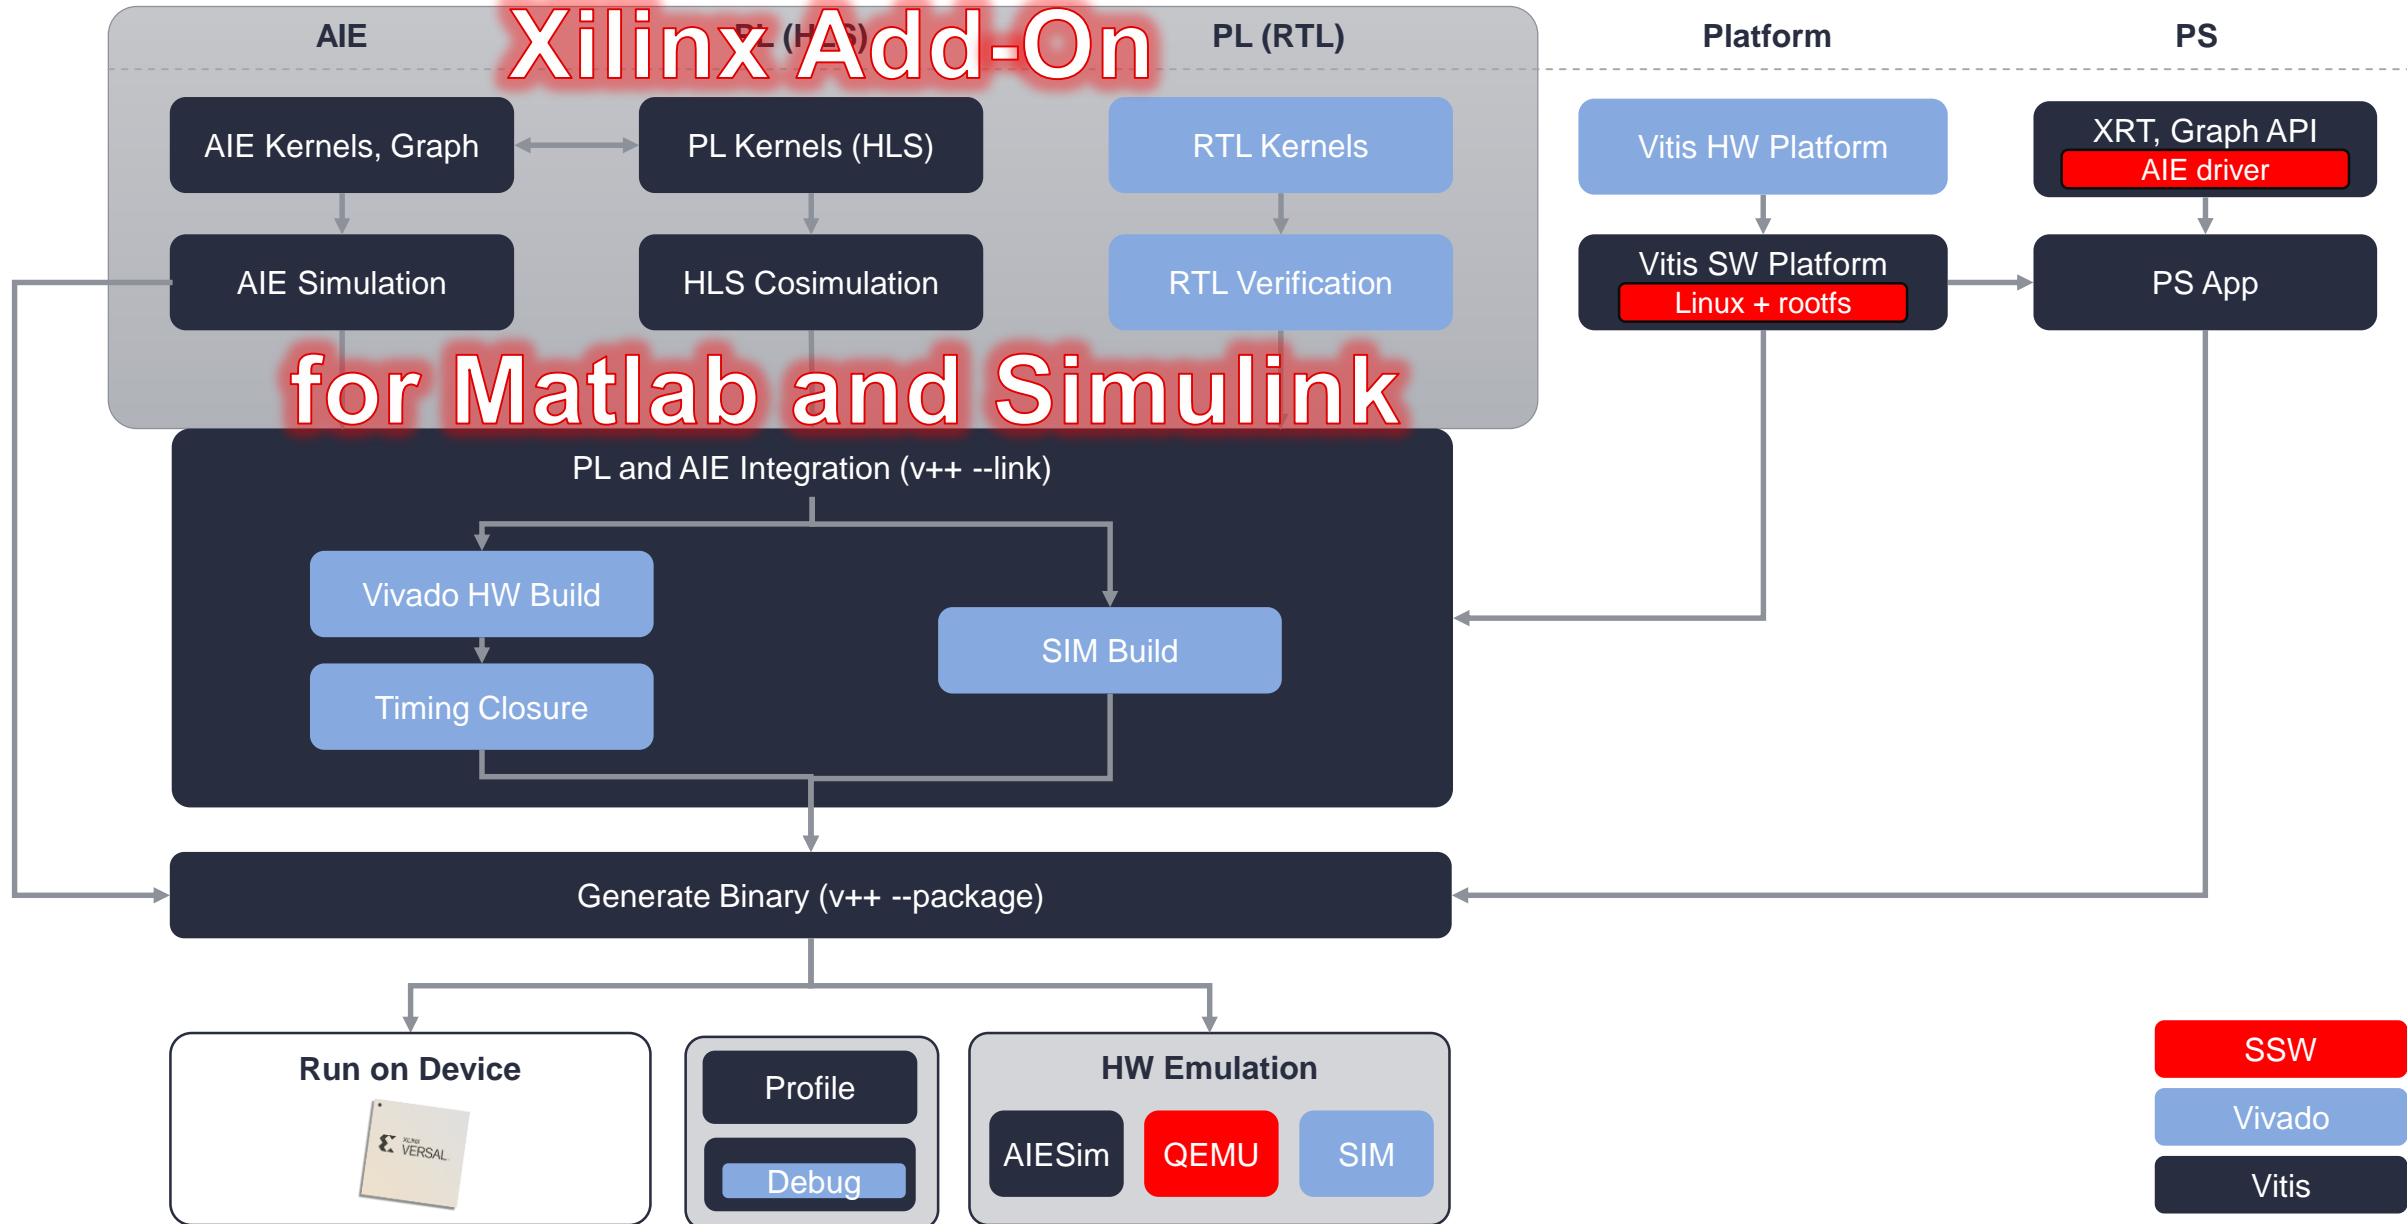 AIE
PL (HLS)
PL (RTL)
Platform
PS
Xilinx Add-On
AIE Kernels, Graph
PL Kernels (HLS)
RTL Kernels
Vitis HW Platform
XRT, Graph API
AIE driver
AIE Simulation
HLS Cosimulation
RTL Verification
Vitis SW Platform
Linux + rootfs
PS App
for Matlab and Simulink
PL and AIE Integration (v++ --link)
Vivado HW Build
SIM Build
Timing Closure
Generate Binary (v++ --package)
Run on Device
XILINX
VERSAL
Profile
Debug
HW Emulation
AIESim
QEMU
SIM
SSW
Vivado
Vitis